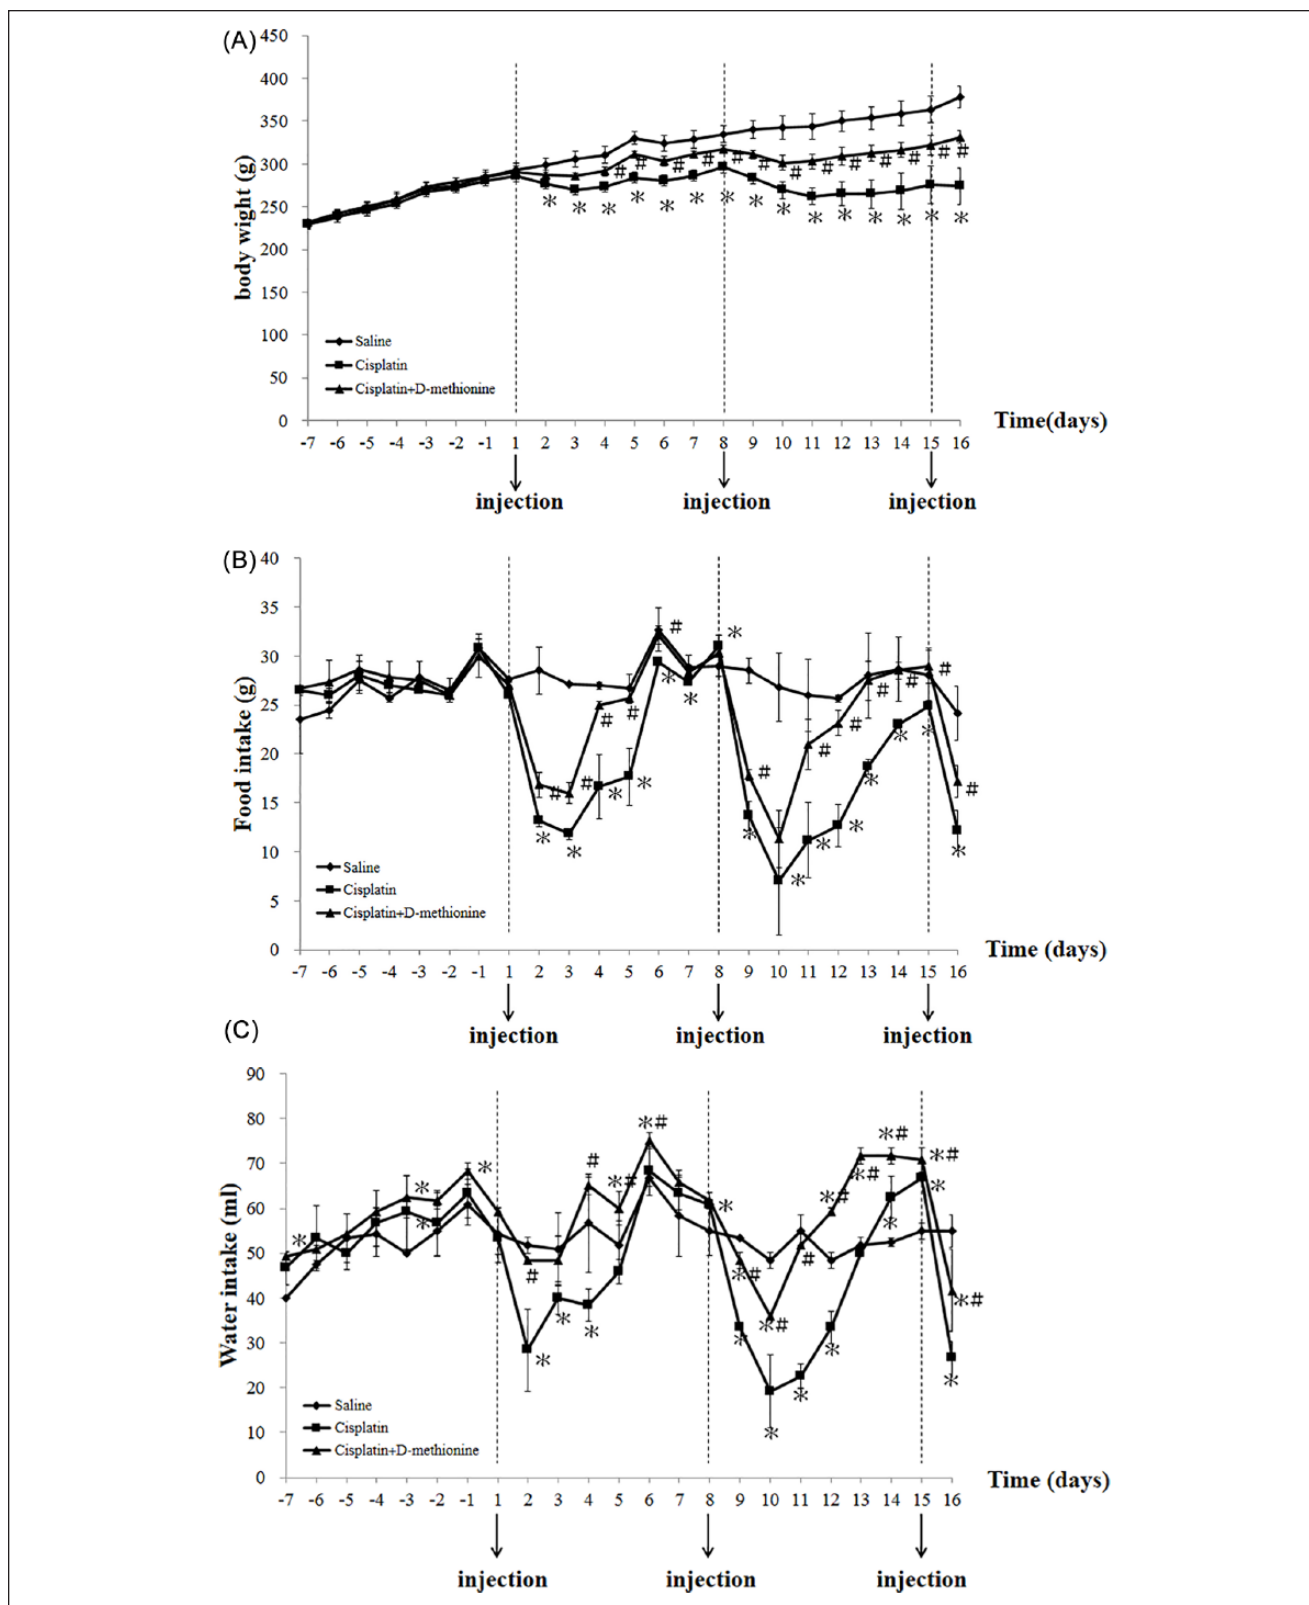 (A)
body wight (g)
450
400
350
300
250
200
150
100
50
0
# # # # # # # # # # # # #
* * * * * * * * * * * * * * *
Saline
Cisplatin
Cisplatin+D-methionine
-7 -6 -5 -4 -3 -2 -1 1 2 3 4 5 6 7 8 9 10 11 12 13 14 15 16
Time(days)
injection injection injection
(B)
Food intake (g)
40
35
30
25
20
15
10
5
0
Saline
Cisplatin
Cisplatin+D-methionine
-7 -6 -5 -4 -3 -2 -1 1 2 3 4 5 6 7 8 9 10 11 12 13 14 15 16
Time (days)
injection injection injection
(C)
Water intake (ml)
90
80
70
60
50
40
30
20
10
0
Saline
Cisplatin
Cisplatin+D-methionine
-7 -6 -5 -4 -3 -2 -1 1 2 3 4 5 6 7 8 9 10 11 12 13 14 15 16
Time (days)
injection injection injection